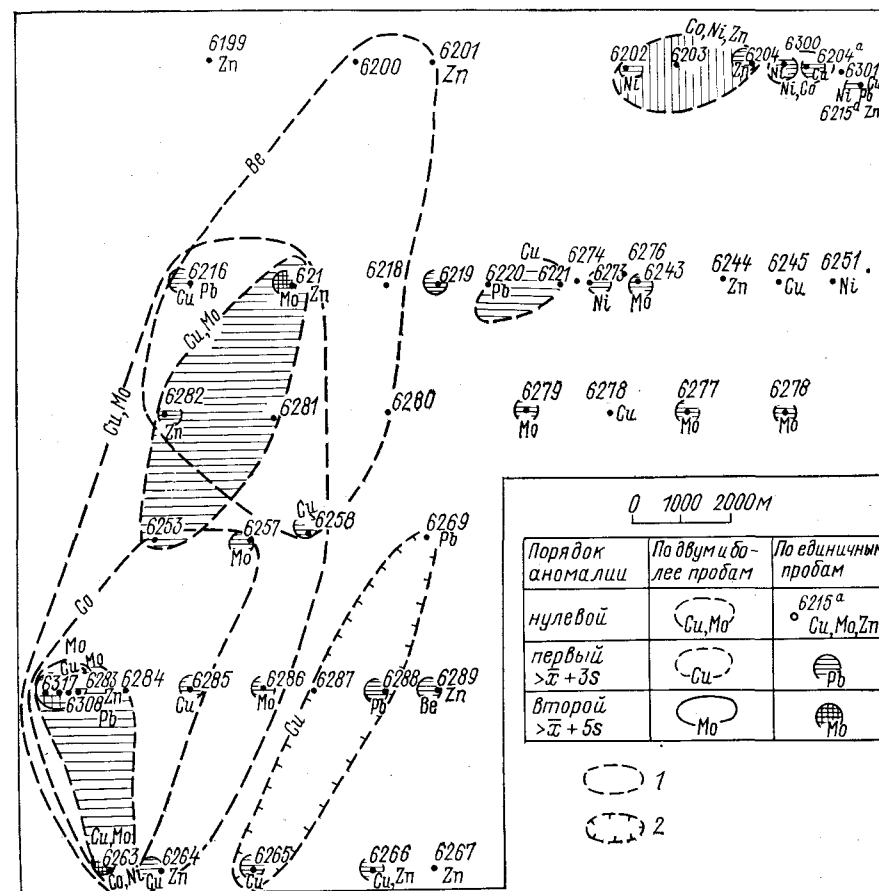 Co, Ni, Zn
6199
Zn
6200
6201
Zn
6202
Ni
6203
6204
Zn
6300
Ni
Ni, Co
6204ᵃ
Cd
6301
Ni
Pb
Cu
6215ᵃ Zn
Be
6216
Cu Pb
621
Mo Zn
6218
6219
Cu
6220-6221
Pb
6274
6273
Ni
6276
6243
Mo
6244
Zn
6245
Cu
6251
Ni
Cu, Mo
Cu, Mo
6282
Zn
6281
6280
6279
Mo
6278
Cu
6277
Mo
6278
Mo
6253
6257
Mo
Cu
6258
6269
Pb
Co
Mo
Cu, Mo
6317
6308
6283
Zn
Pb
6284
6285
Cu
6286
Mo
6287
Cu
6288
Pb
6289
Be Zn
Cu, Mo
6263
Co, Ni
6264
Cu Zn
6265
Cu
6266
Cu, Zn
6267
Zn
0 1000 2000 м
Порядок аномалии
По двум и бо-
лее пробам
По единичным
пробам
нулевой
Cu, Mo
6215ᵃ
Cu, Mo, Zn
первый
>x̄ + 3s
Cu
Pb
второй
>x̄ + 5s
Mo
Mo
1
2